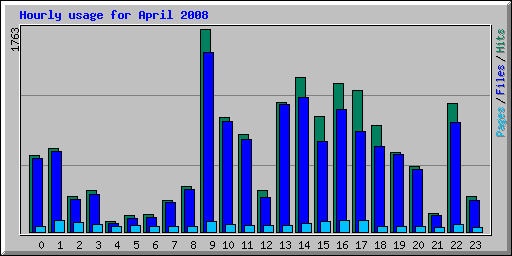 Hourly usage for April 2008
1763
Pages / Files / Hits
0 1 2 3 4 5 6 7 8 9 10 11 12 13 14 15 16 17 18 19 20 21 22 23